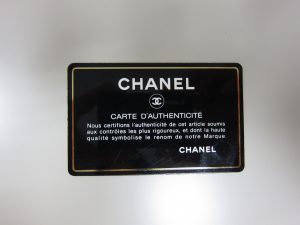 CHANEL
CARTE D'AUTHENTICITÉ
Nous certifions l'authenticité de cet article soumis
aux contrôles les plus rigoureux, et dont la haute
qualité symbolise le renom de notre Marque.
CHANEL